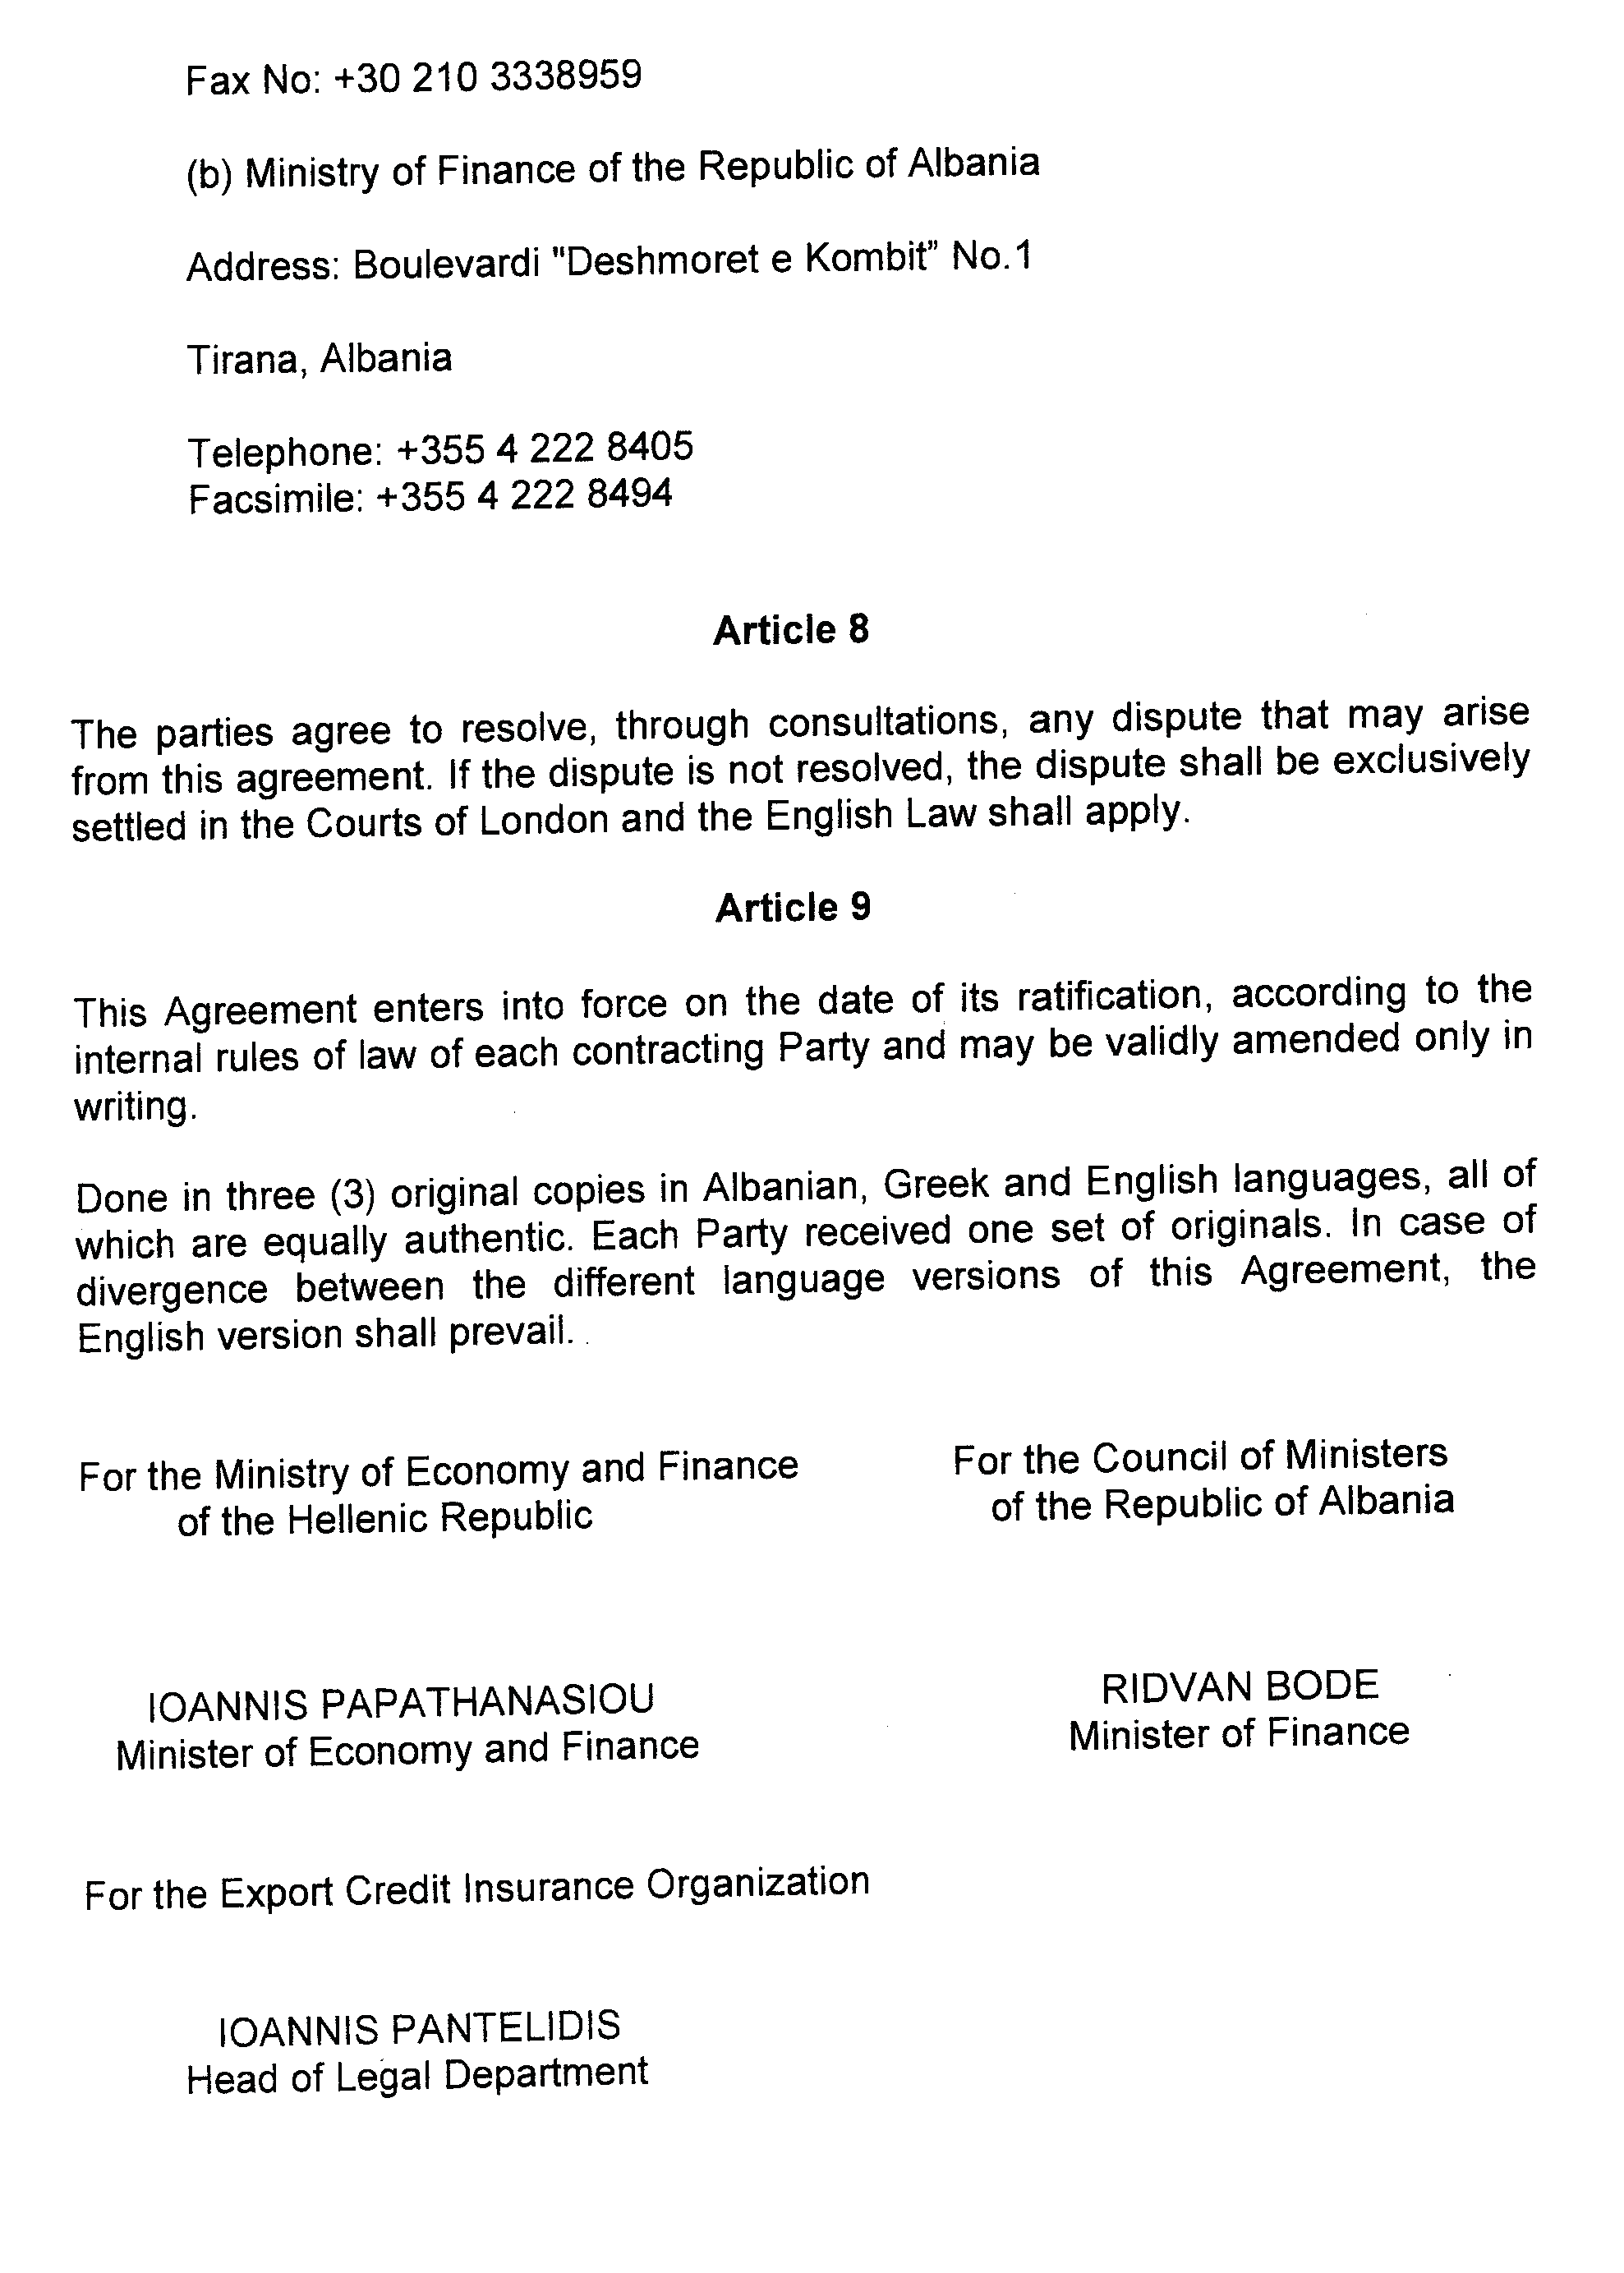 Fax No: +30 210 3338959
(b) Ministry of Finance of the Republic of Albania
Address: Boulevardi "Deshmoret e Kombit" No.1
Tirana, Albania
Telephone: +355 4 222 8405
Facsimile: +355 4 222 8494
Article 8
The parties agree to resolve, through consultations, any dispute that may arise
from this agreement. If the dispute is not resolved, the dispute shall be exclusively
settled in the Courts of London and the English Law shall apply.
Article 9
This Agreement enters into force on the date of its ratification, according to the
internal rules of law of each contracting Party and may be validly amended only in
writing.
Done in three (3) original copies in Albanian, Greek and English languages, all of
which are equally authentic. Each Party received one set of originals. In case of
divergence between the different language versions of this Agreement, the
English version shall prevail.
For the Ministry of Economy and Finance
of the Hellenic Republic
For the Council of Ministers
of the Republic of Albania
IOANNIS PAPATHANASIOU
Minister of Economy and Finance
RIDVAN BODE
Minister of Finance
For the Export Credit Insurance Organization
IOANNIS PANTELIDIS
Head of Legal Department